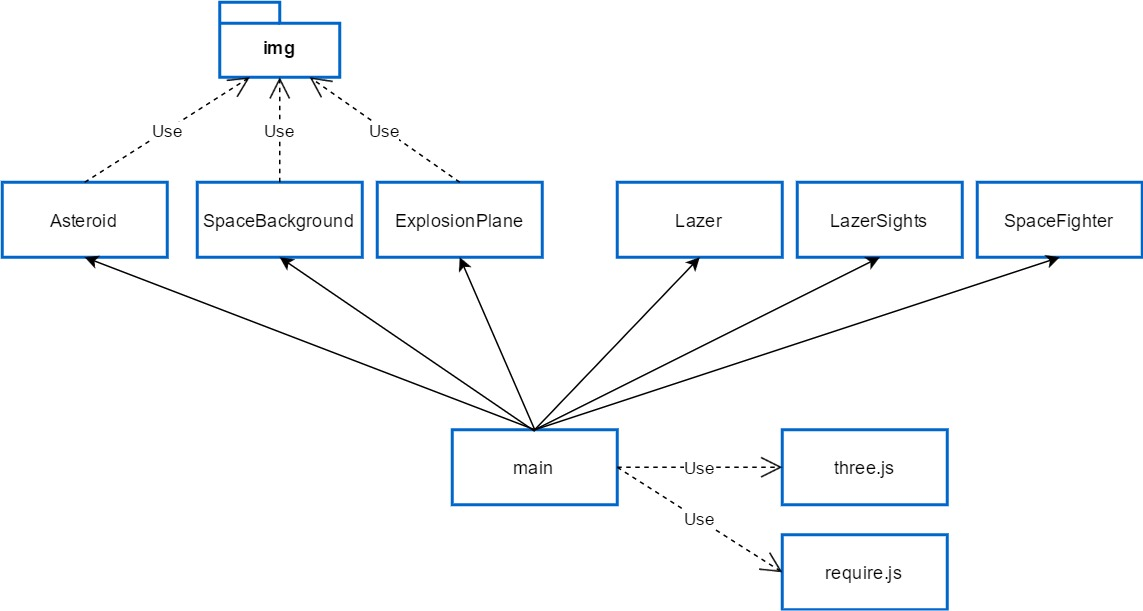 img
Use
Use
Use
Asteroid
SpaceBackground
ExplosionPlane
Lazer
LazerSights
SpaceFighter
main
Use
three.js
Use
require.js